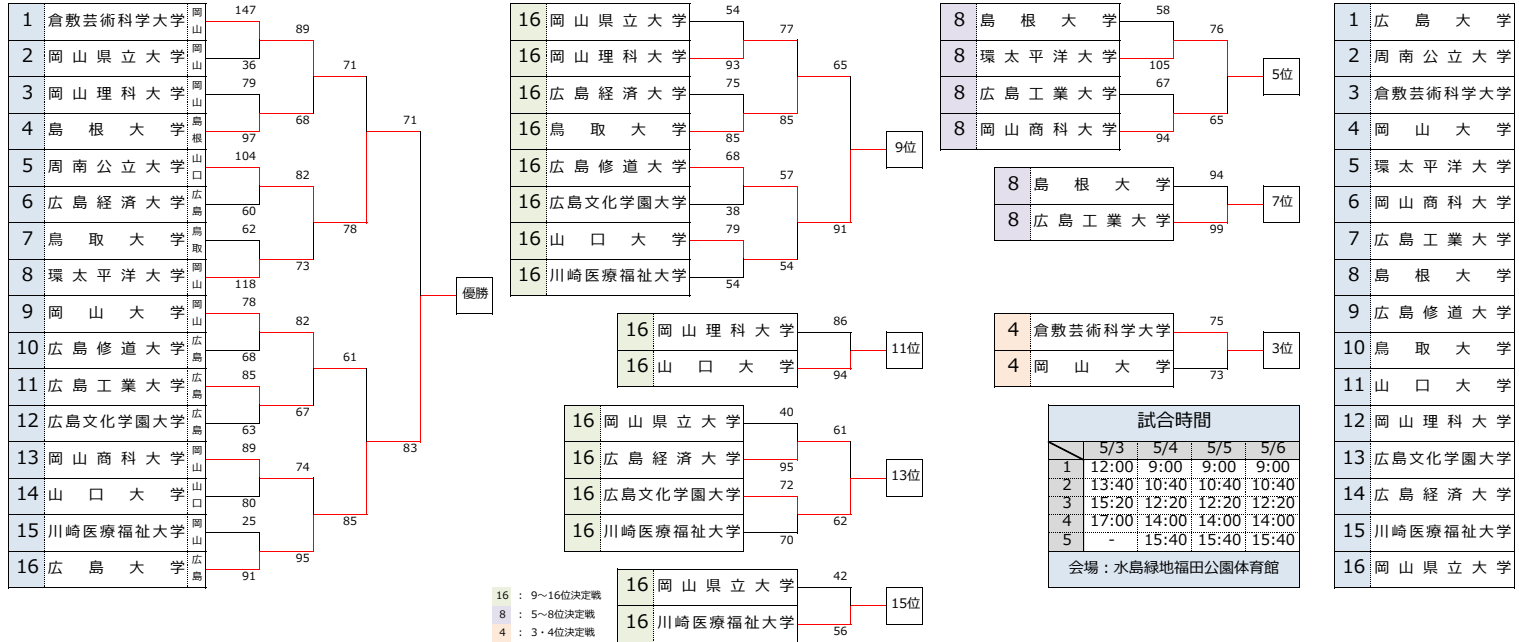 1 倉敷芸術科学大学 岡山 147
2 岡山県立大学 岡山 36
89
3 岡山理科大学 岡山 79
4 島根大学 島根 97
68
71
5 周南公立大学 山口 104
6 広島経済大学 広島 60
82
7 鳥取大学 鳥取 62
8 環太平洋大学 岡山 118
73
78
71
9 岡山大学 岡山 78
10 広島修道大学 広島 68
82
11 広島工業大学 広島 85
12 広島文化学園大学 広島 63
67
61
13 岡山商科大学 岡山 89
14 山口大学 山口 80
74
15 川崎医療福祉大学 岡山 25
16 広島大学 広島 91
95
85
83
優勝
16 岡山県立大学 54
16 岡山理科大学 93
77
16 広島経済大学 75
16 鳥取大学 85
85
65
16 広島修道大学 68
16 広島文化学園大学 38
57
16 山口大学 79
16 川崎医療福祉大学 54
54
91
9位
16 岡山理科大学 86
16 山口大学 94
11位
16 岡山県立大学 40
16 広島経済大学 95
61
16 広島文化学園大学 72
16 川崎医療福祉大学 70
62
13位
16 岡山県立大学 42
16 川崎医療福祉大学 56
15位
16 : 9~16位決定戦
8 : 5~8位決定戦
4 : 3・4位決定戦
8 島根大学 58
8 環太平洋大学 105
76
8 広島工業大学 67
8 岡山商科大学 94
65
5位
8 島根大学 94
8 広島工業大学 99
7位
4 倉敷芸術科学大学 75
4 岡山大学 73
3位
試合時間
5/3 5/4 5/5 5/6
1 12:00 9:00 9:00 9:00
2 13:40 10:40 10:40 10:40
3 15:20 12:20 12:20 12:20
4 17:00 14:00 14:00 14:00
5 - 15:40 15:40 15:40
会場:水島緑地福田公園体育館
1 広島大学
2 周南公立大学
3 倉敷芸術科学大学
4 岡山大学
5 環太平洋大学
6 岡山商科大学
7 広島工業大学
8 島根大学
9 広島修道大学
10 鳥取大学
11 山口大学
12 岡山理科大学
13 広島文化学園大学
14 広島経済大学
15 川崎医療福祉大学
16 岡山県立大学